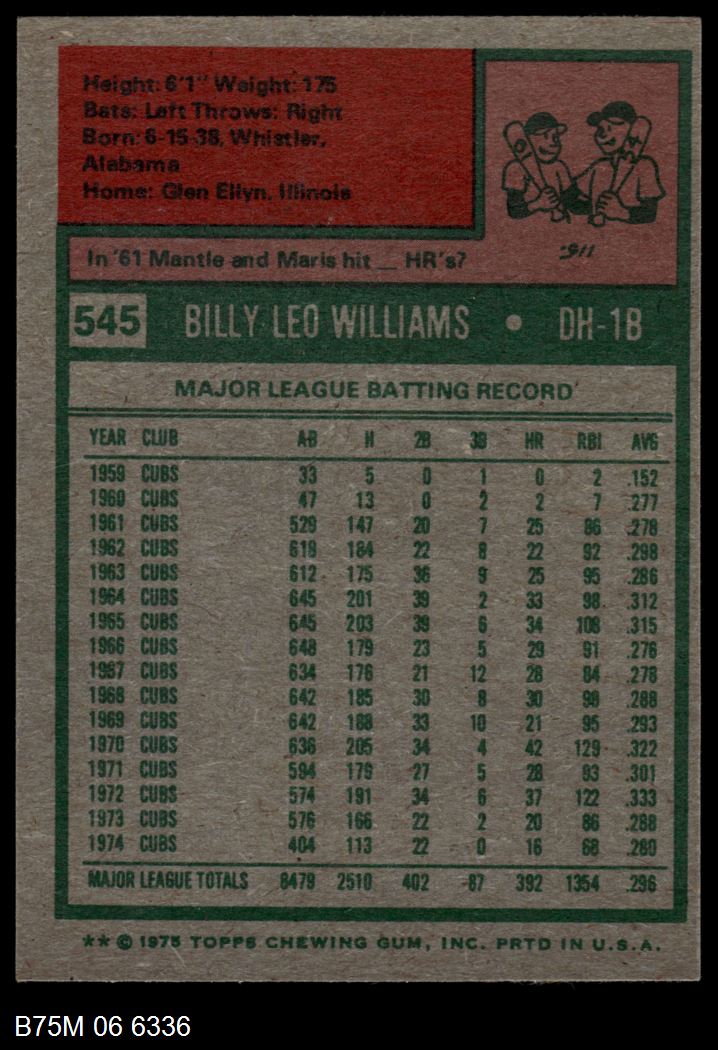 Height: 6'1" Weight: 175
Bats: Left Throws: Right
Born: 6-15-38, Whistler,
Alabama
Home: Glen Ellyn, Illinois
In '61 Mantle and Maris hit __ HR's?
115.
545 BILLY LEO WILLIAMS • DH-1B
MAJOR LEAGUE BATTING RECORD
YEAR CLUB AB H 2B 3B HR RBI AVG
1959 CUBS 33 5 0 1 0 2 .152
1960 CUBS 47 13 0 2 2 7 .277
1961 CUBS 529 147 20 7 25 86 .278
1962 CUBS 618 184 22 8 22 92 .298
1963 CUBS 612 175 36 9 25 95 .286
1964 CUBS 645 201 39 2 33 98 .312
1965 CUBS 645 203 39 6 34 108 .315
1966 CUBS 648 179 23 5 29 91 .276
1967 CUBS 634 176 21 12 28 84 .278
1968 CUBS 642 185 30 8 30 98 .288
1969 CUBS 642 188 33 10 21 95 .293
1970 CUBS 636 205 34 4 42 129 .322
1971 CUBS 594 179 27 5 28 93 .301
1972 CUBS 574 191 34 6 37 122 .333
1973 CUBS 576 166 22 2 20 86 .288
1974 CUBS 404 113 22 0 16 68 .280
MAJOR LEAGUE TOTALS 8479 2510 402 87 392 1354 .296
** © 1975 TOPPS CHEWING GUM, INC. PRTD IN U.S.A.
B75M 06 6336